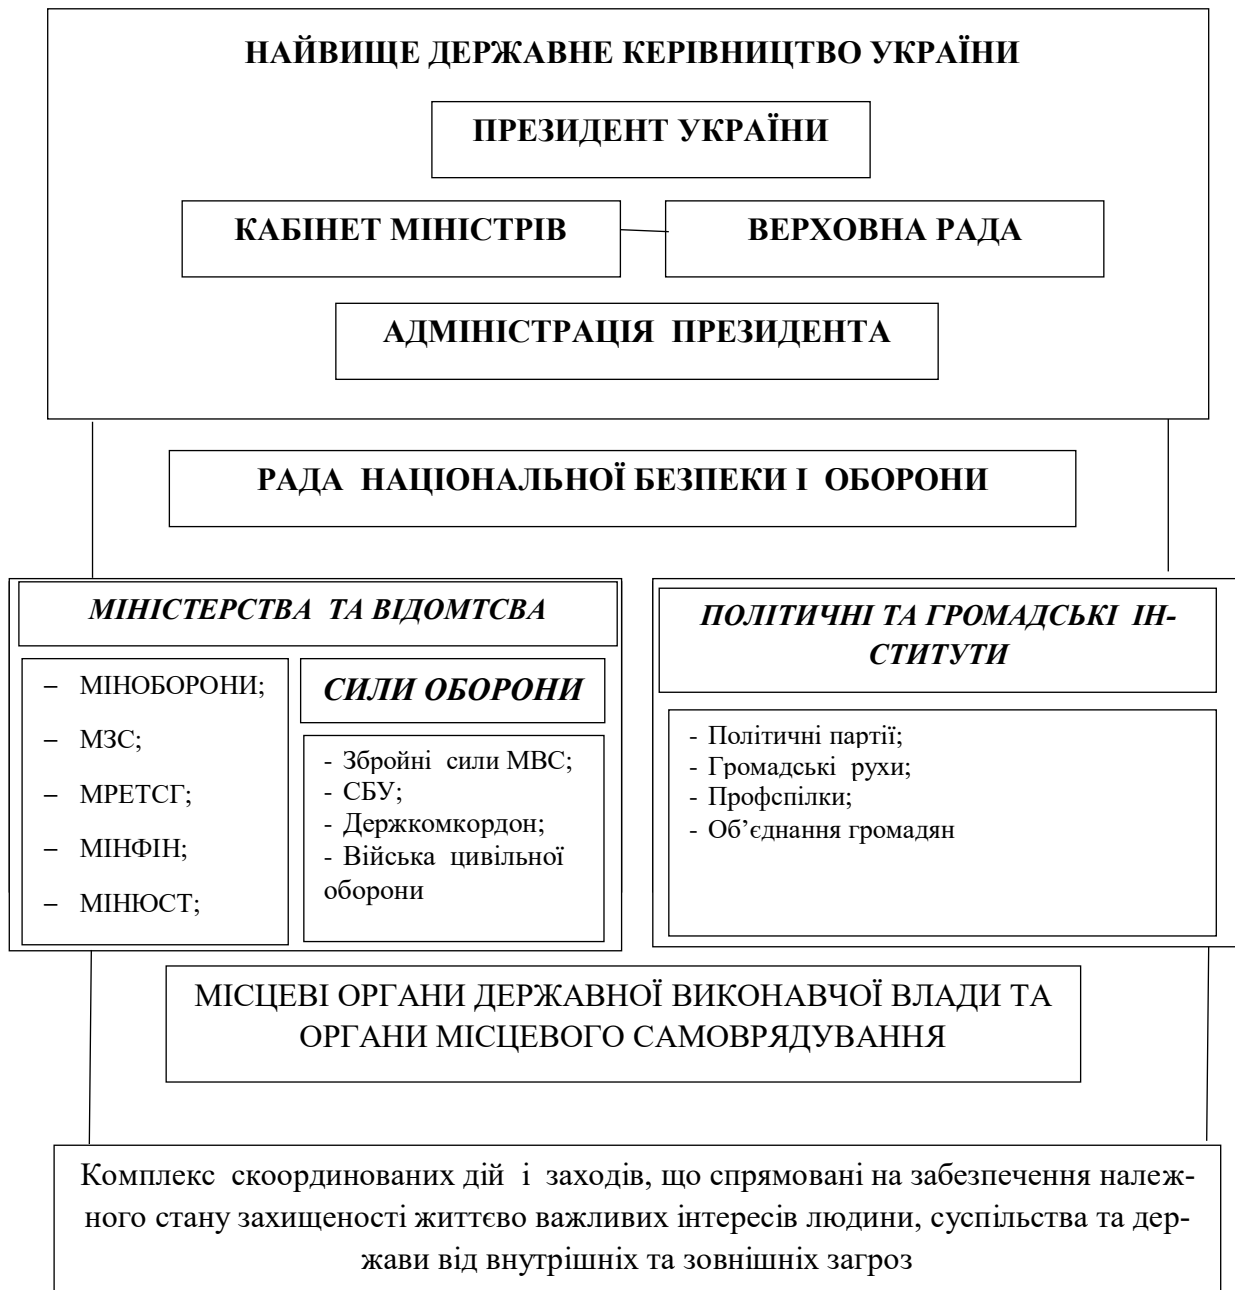 НАЙВИЩЕ ДЕРЖАВНЕ КЕРІВНИЦТВО УКРАЇНИ
ПРЕЗИДЕНТ УКРАЇНИ
КАБІНЕТ МІНІСТРІВ
ВЕРХОВНА РАДА
АДМІНІСТРАЦІЯ ПРЕЗИДЕНТА
РАДА НАЦІОНАЛЬНОЇ БЕЗПЕКИ І ОБОРОНИ
МІНІСТЕРСТВА ТА ВІДОМТСВА
– МІНОБОРОНИ;
– МЗС;
– МРЕТСГ;
– МІНФІН;
– МІНЮСТ;
СИЛИ ОБОРОНИ
- Збройні сили МВС;
- СБУ;
- Держкомкордон;
- Війська цивільної
оборони
ПОЛІТИЧНІ ТА ГРОМАДСЬКІ ІН-
СТИТУТИ
- Політичні партії;
- Громадські рухи;
- Профспілки;
- Об’єднання громадян
МІСЦЕВІ ОРГАНИ ДЕРЖАВНОЇ ВИКОНАВЧОЇ ВЛАДИ ТА
ОРГАНИ МІСЦЕВОГО САМОВРЯДУВАННЯ
Комплекс скоординованих дій і заходів, що спрямовані на забезпечення належ-
ного стану захищеності життєво важливих інтересів людини, суспільства та дер-
жави від внутрішніх та зовнішніх загроз